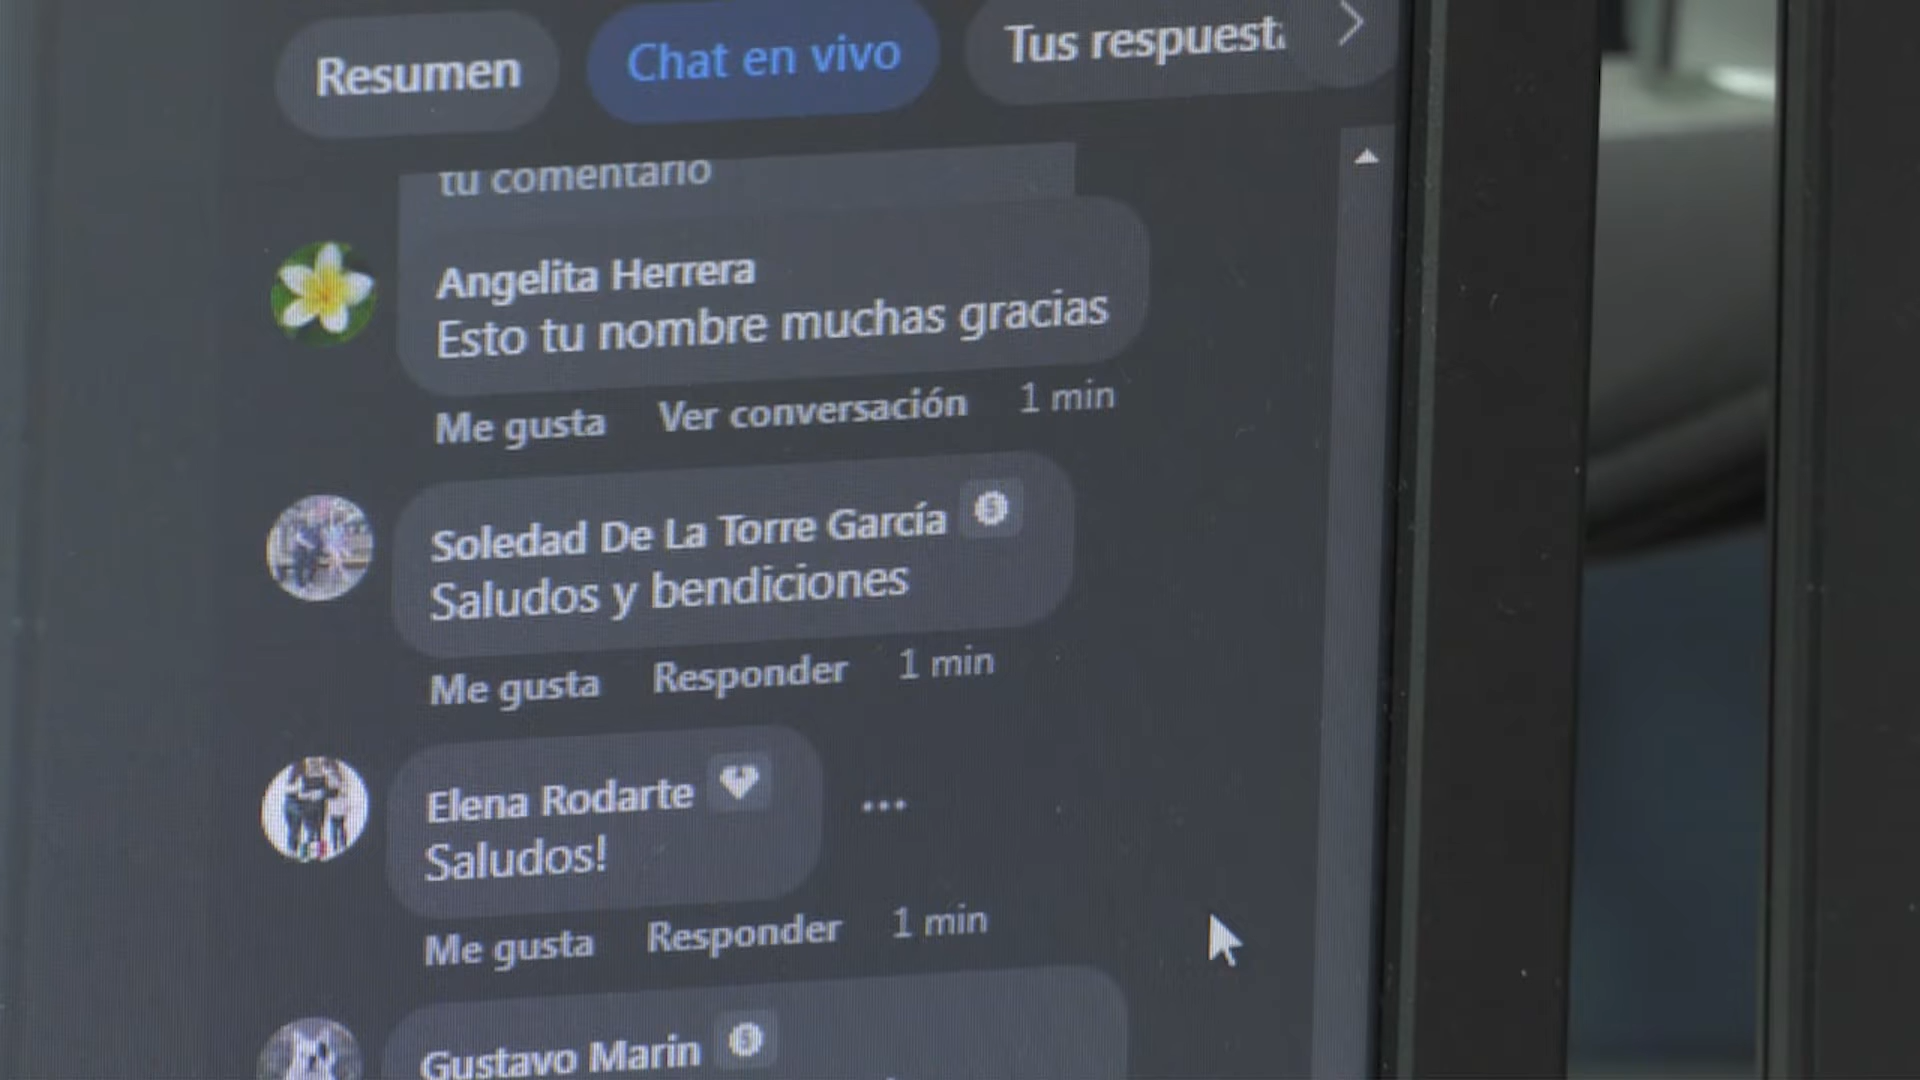 Resumen Chat en vivo Tus respuest
tu comentario
Angelita Herrera
Esto tu nombre muchas gracias
Me gusta Ver conversación 1 min
Soledad De La Torre García
Saludos y bendiciones
Me gusta Responder 1 min
Elena Rodarte
Saludos!
Me gusta Responder 1 min
Gustavo Marin